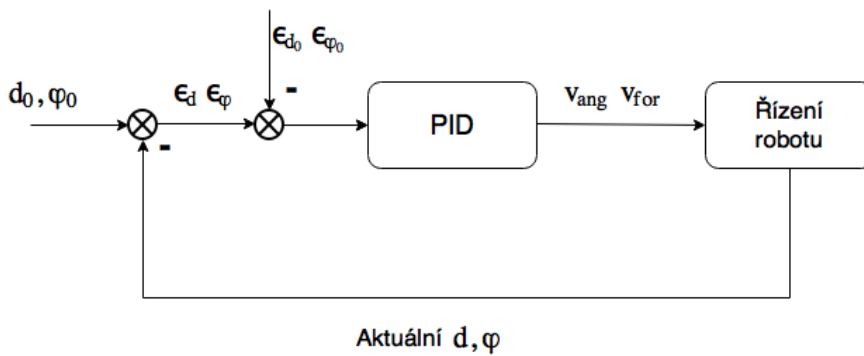 ϵd₀ ϵφ₀
d₀,φ₀
ϵd ϵφ
-
-
PID
vang vfor
Řízení
robotu
Aktuální d,φ